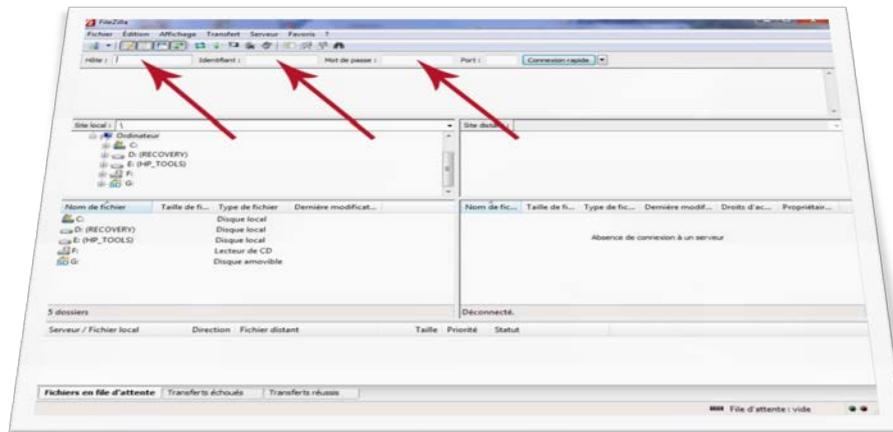 FileZilla
Fichier Édition Affichage Transfert Serveur Favoris ?
Hôte : Identifiant : Mot de passe : Port : Connexion rapide
Site local : \ Site distant :
Ordinateur
C:
D: (RECOVERY)
E: (HP_TOOLS)
F:
G:
Nom de fichier Taille de fi... Type de fichier Dernière modificat... Nom de fic... Taille de fi... Type de fic... Dernière modif... Droits d'ac... Propriétair...
C: Disque local
D: (RECOVERY) Disque local
E: (HP_TOOLS) Disque local
F: Lecteur de CD
G: Disque amovible
Absence de connexion à un serveur
5 dossiers Déconnecté.
Serveur / Fichier local Direction Fichier distant Taille Priorité Statut
Fichiers en file d'attente Transferts échoués Transferts réussis
File d'attente : vide